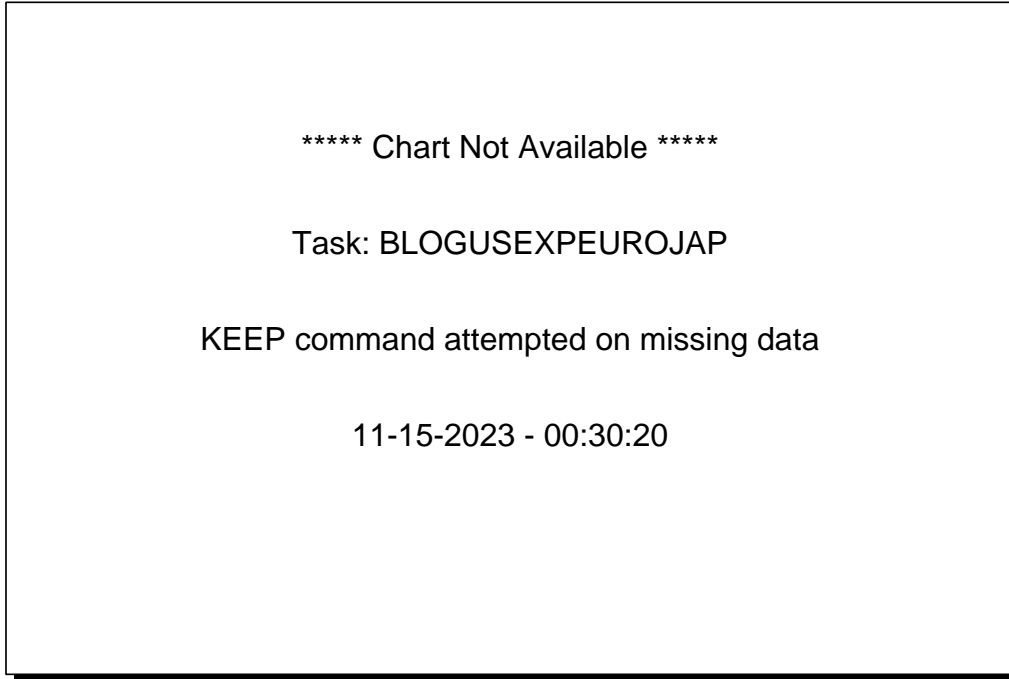 ***** Chart Not Available *****
Task: BLOGUSEXPEUROJAP
KEEP command attempted on missing data
11-15-2023 - 00:30:20